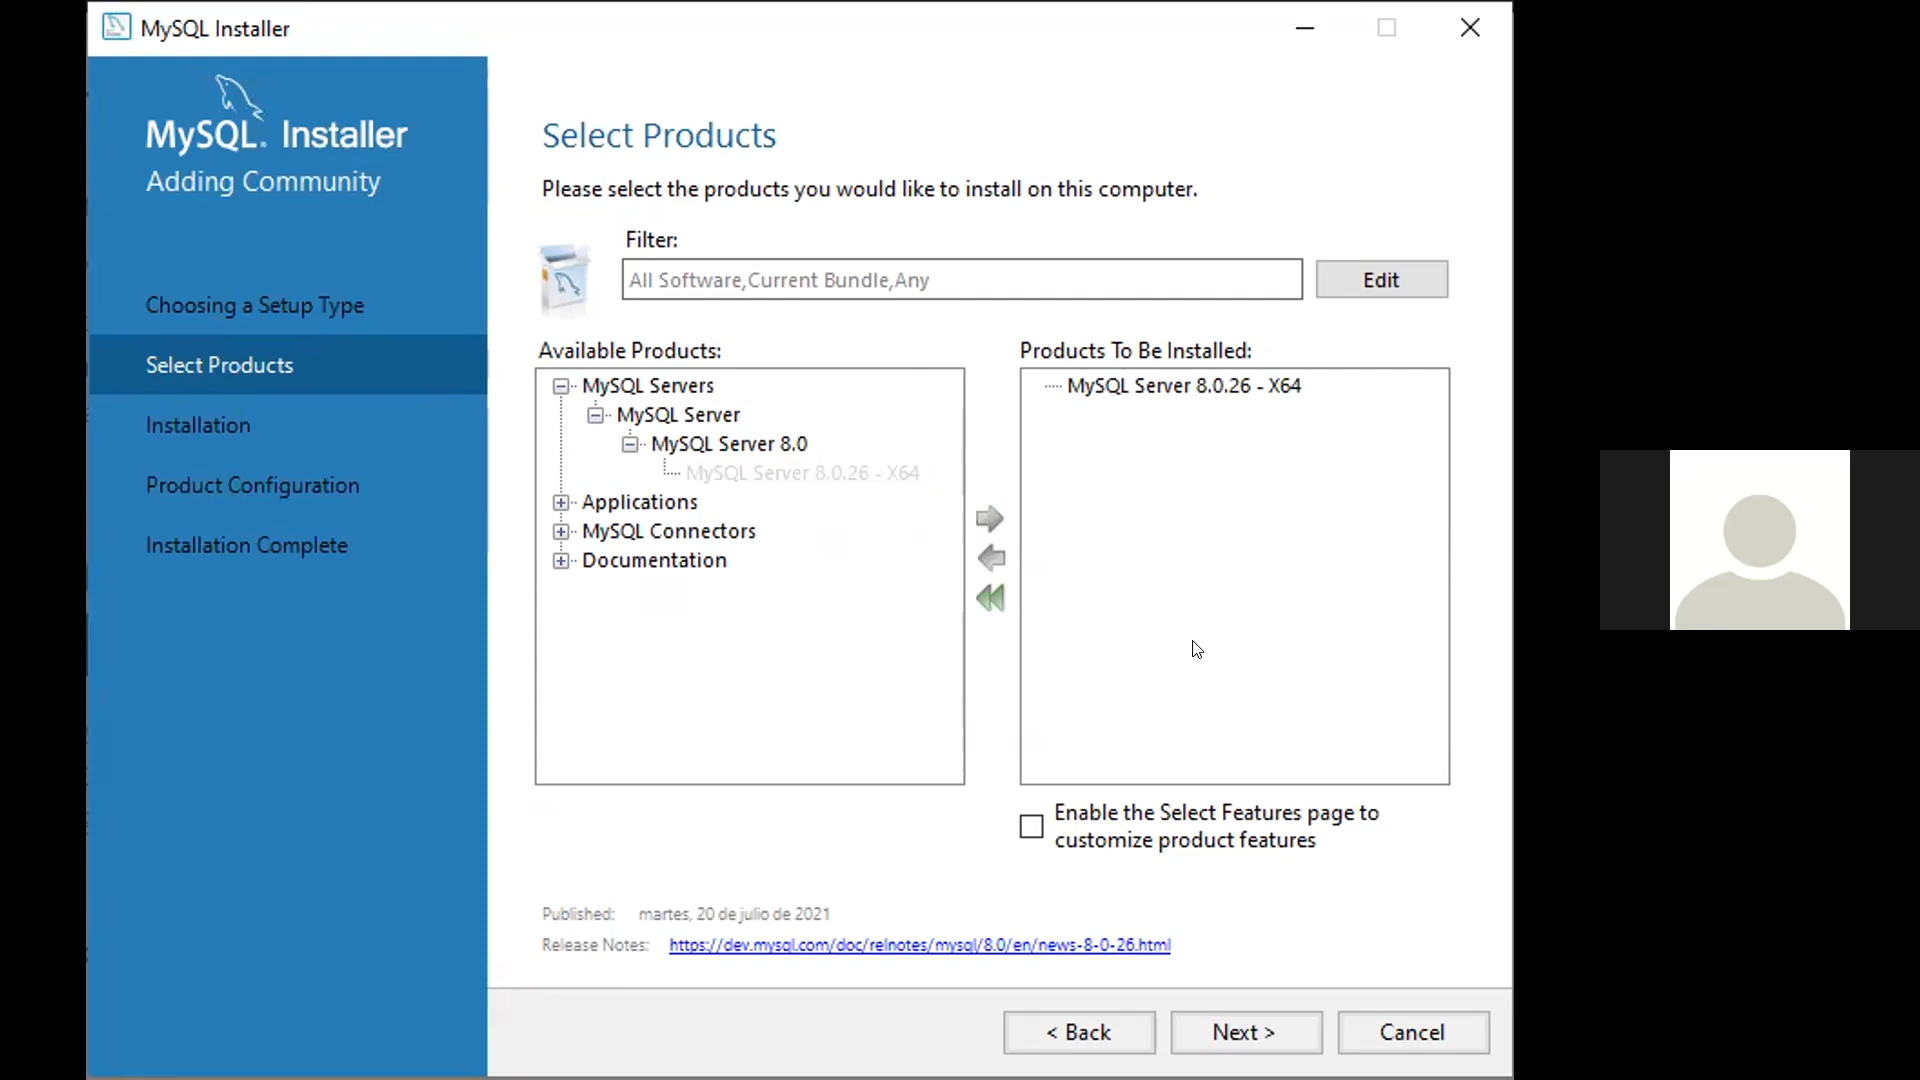 MySQL Installer
MySQL. Installer
Adding Community
Choosing a Setup Type
Select Products
Installation
Product Configuration
Installation Complete
Select Products
Please select the products you would like to install on this computer.
Filter:
All Software,Current Bundle,Any
Edit
Available Products:
MySQL Servers
MySQL Server
MySQL Server 8.0
MySQL Server 8.0.26 - X64
Applications
MySQL Connectors
Documentation
Products To Be Installed:
MySQL Server 8.0.26 - X64
Enable the Select Features page to
customize product features
Published: martes, 20 de julio de 2021
Release Notes: https://dev.mysql.com/doc/relnotes/mysql/8.0/en/news-8-0-26.html
< Back
Next >
Cancel